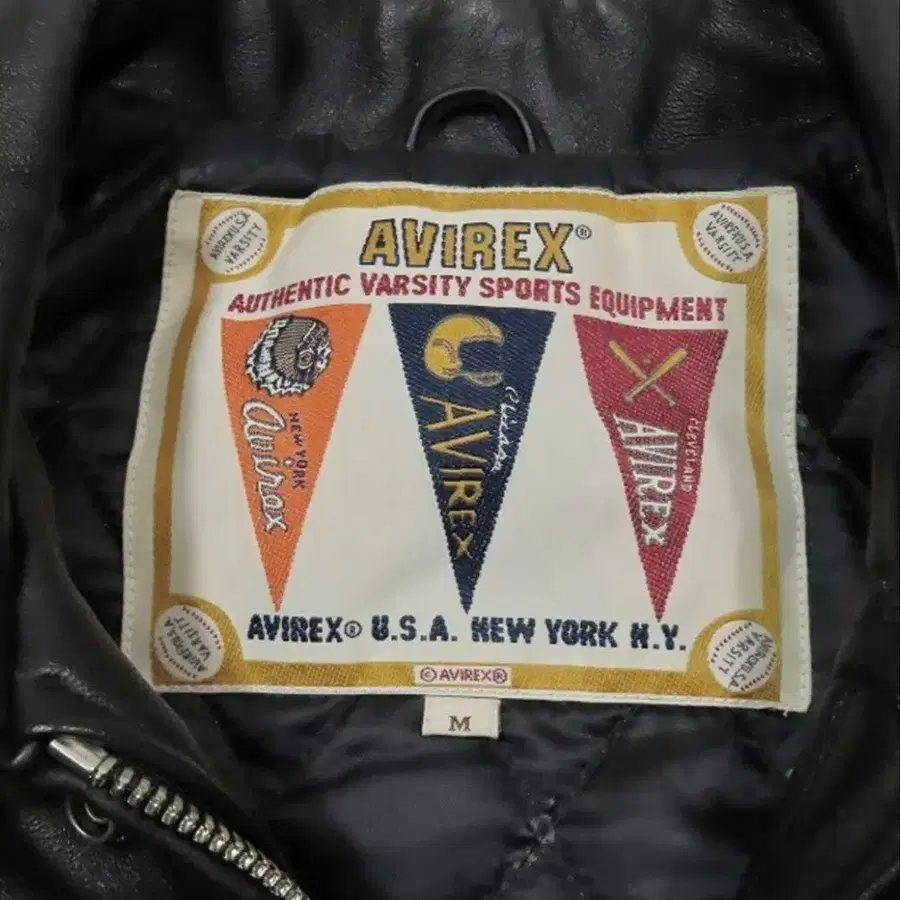 AVIREX®
AVIREX U.S.A
VARSITY
AVIREX U.S.A
VARSITY
AUTHENTIC VARSITY SPORTS EQUIPMENT
NEW YORK
Avirex
AVIREX
CLEVELAND
AVIREX
AVIREX U.S.A
VARSITY
AVIREX U.S.A
VARSITY
AVIREX® U.S.A. NEW YORK N.Y.
©AVIREX®
M